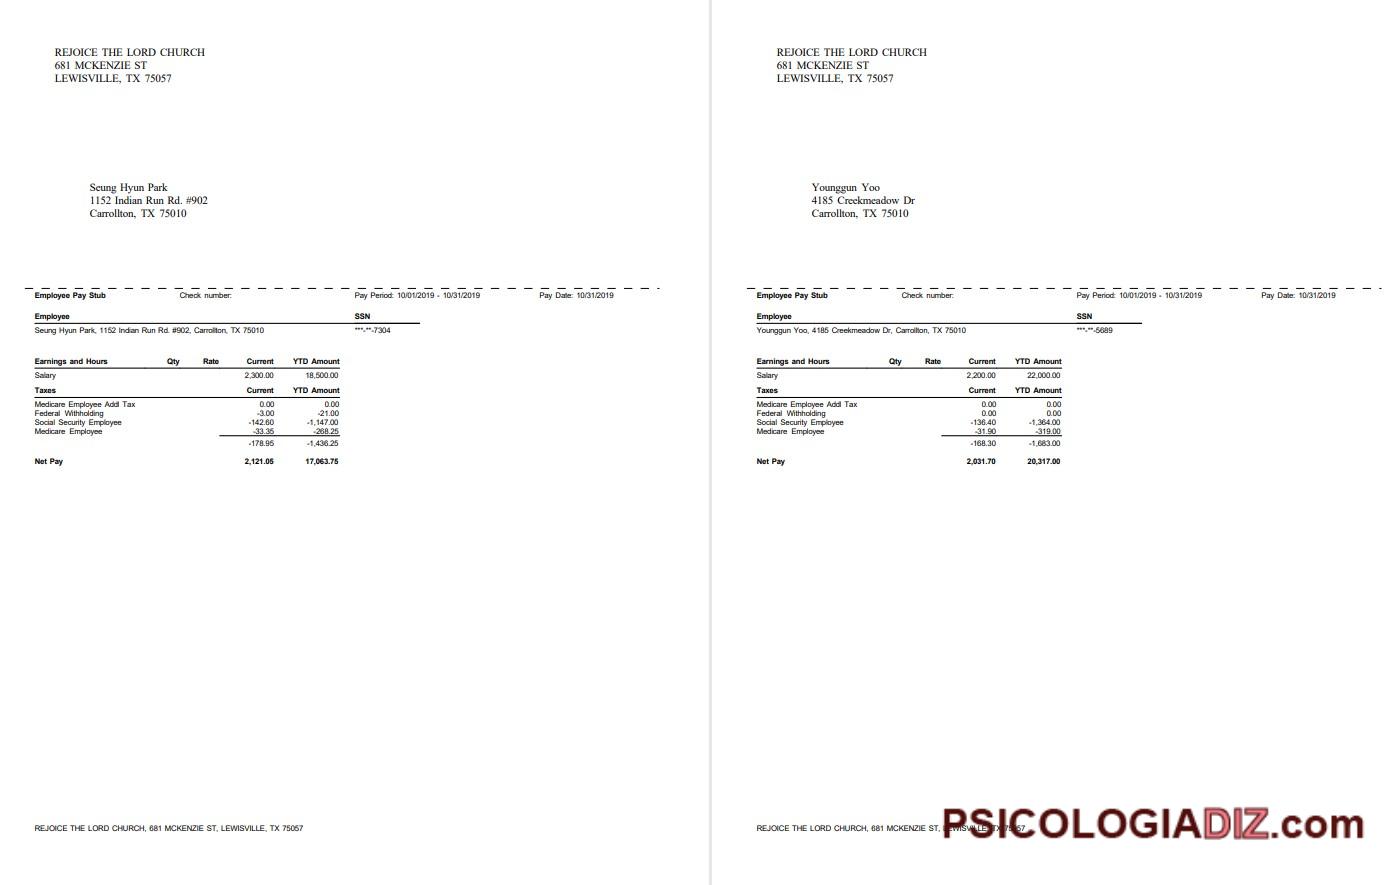 REJOICE THE LORD CHURCH
681 MCKENZIE ST
LEWISVILLE, TX 75057
Seung Hyun Park
1152 Indian Run Rd. #902
Carrollton, TX 75010
Employee Pay Stub Check number: Pay Period: 10/01/2019 - 10/31/2019 Pay Date: 10/31/2019
Employee SSN
Seung Hyun Park, 1152 Indian Run Rd. #902, Carrollton, TX 75010 ***-**-7304
Earnings and Hours Qty Rate Current YTD Amount
Salary 2,300.00 18,500.00
Taxes Current YTD Amount
Medicare Employee Addl Tax 0.00 0.00
Federal Withholding -3.00 -21.00
Social Security Employee -142.60 -1,147.00
Medicare Employee -33.35 -268.25
-178.95 -1,436.25
Net Pay 2,121.05 17,063.75
REJOICE THE LORD CHURCH, 681 MCKENZIE ST, LEWISVILLE, TX 75057
REJOICE THE LORD CHURCH
681 MCKENZIE ST
LEWISVILLE, TX 75057
Younggun Yoo
4185 Creekmeadow Dr
Carrollton, TX 75010
Employee Pay Stub Check number: Pay Period: 10/01/2019 - 10/31/2019 Pay Date: 10/31/2019
Employee SSN
Younggun Yoo, 4185 Creekmeadow Dr, Carrollton, TX 75010 ***-**-5689
Earnings and Hours Qty Rate Current YTD Amount
Salary 2,200.00 22,000.00
Taxes Current YTD Amount
Medicare Employee Addl Tax 0.00 0.00
Federal Withholding 0.00 0.00
Social Security Employee -136.40 -1,364.00
Medicare Employee -31.90 -319.00
-168.30 -1,683.00
Net Pay 2,031.70 20,317.00
REJOICE THE LORD CHURCH, 681 MCKENZIE ST, LEWISVILLE, TX 75057
PSICOLOGIADIZ.com